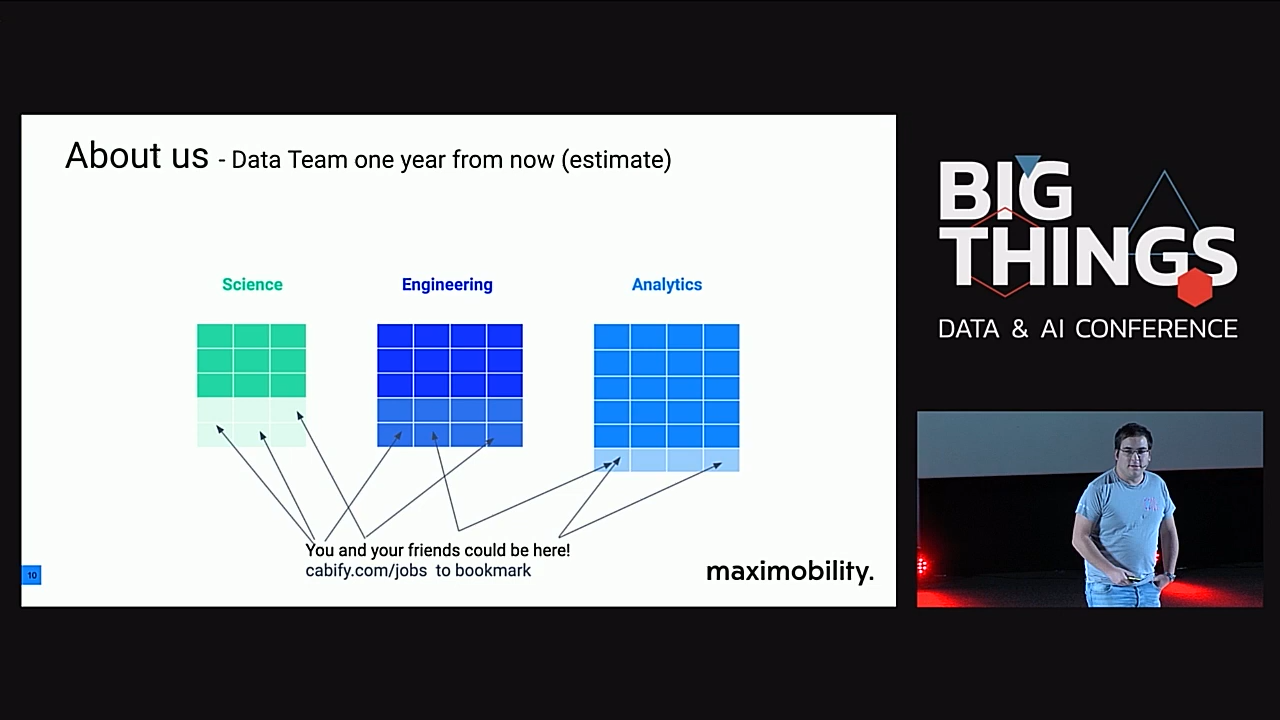 About us - Data Team one year from now (estimate)
Science
Engineering
Analytics
You and your friends could be here!
cabify.com/jobs to bookmark
10
maximobility.
BIG
THINGS
DATA & AI CONFERENCE